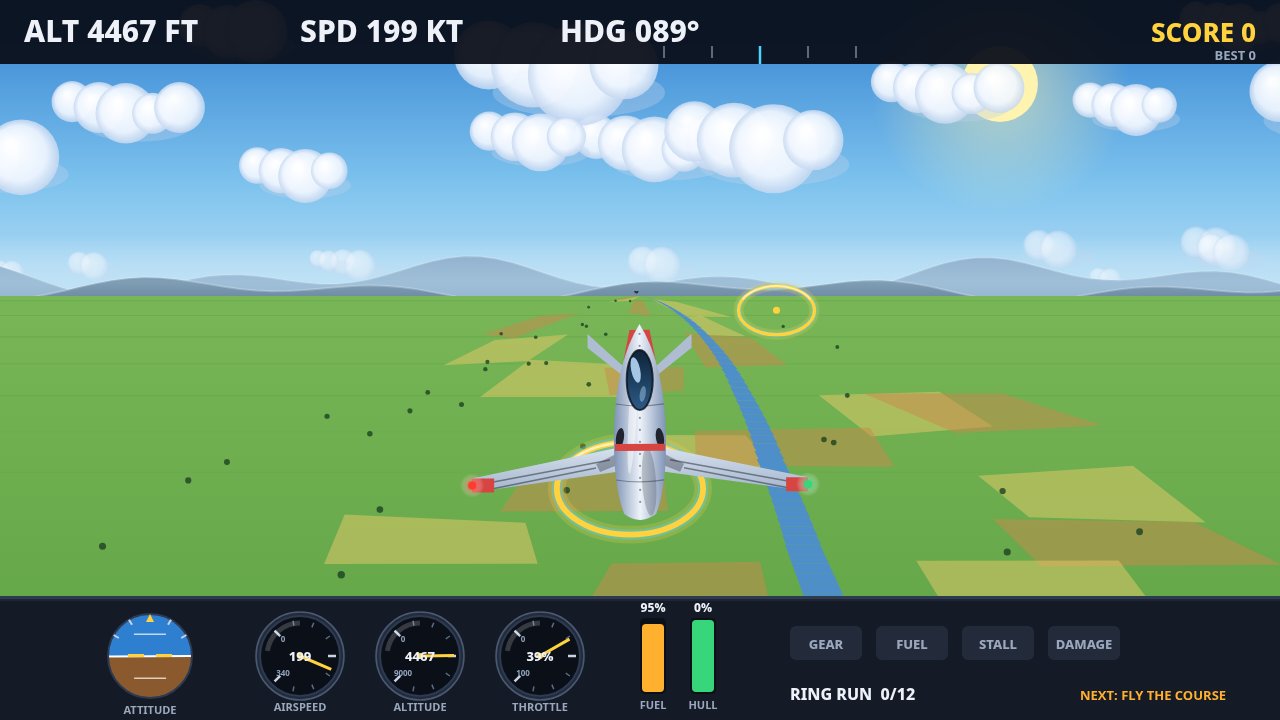 ALT 4467 FT SPD 199 KT HDG 089° SCORE 0
BEST 0
95% 0%
0 0 0
199 4467 39%
340 9000 100
GEAR FUEL STALL DAMAGE
RING RUN 0/12 NEXT: FLY THE COURSE
ATTITUDE AIRSPEED ALTITUDE THROTTLE FUEL HULL